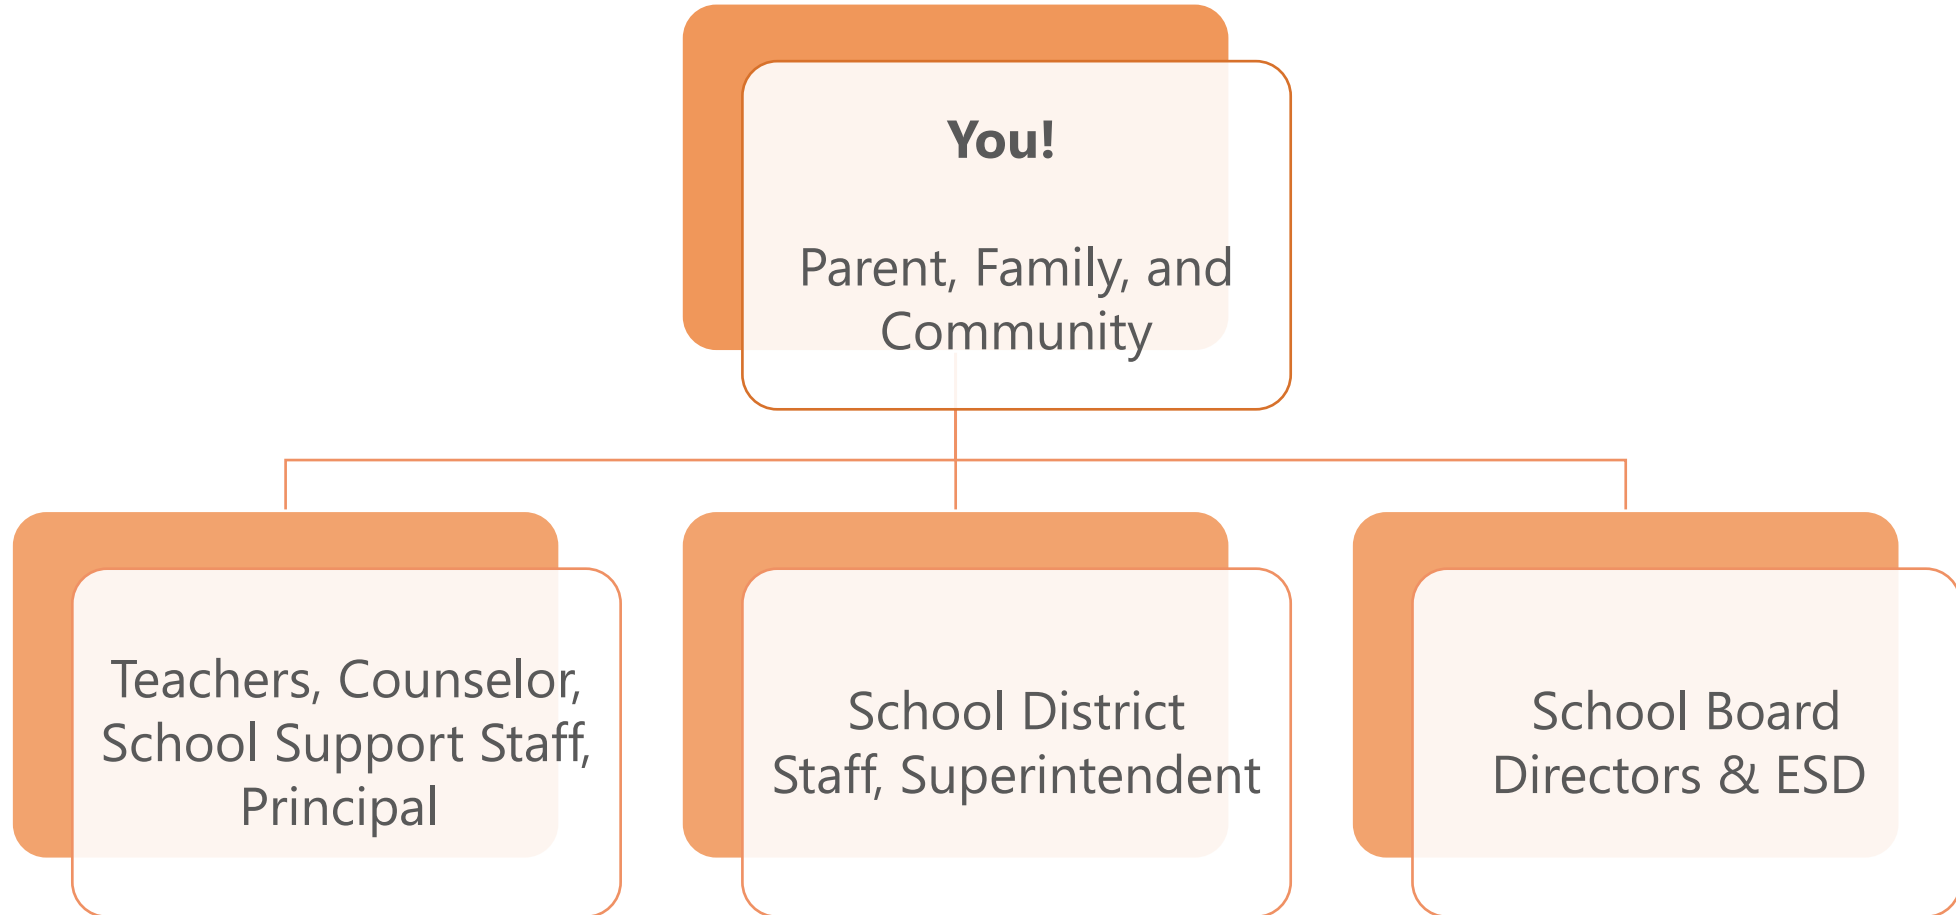 You!
Parent, Family, and
Community
Teachers, Counselor,
School Support Staff,
Principal
School District
Staff, Superintendent
School Board
Directors & ESD